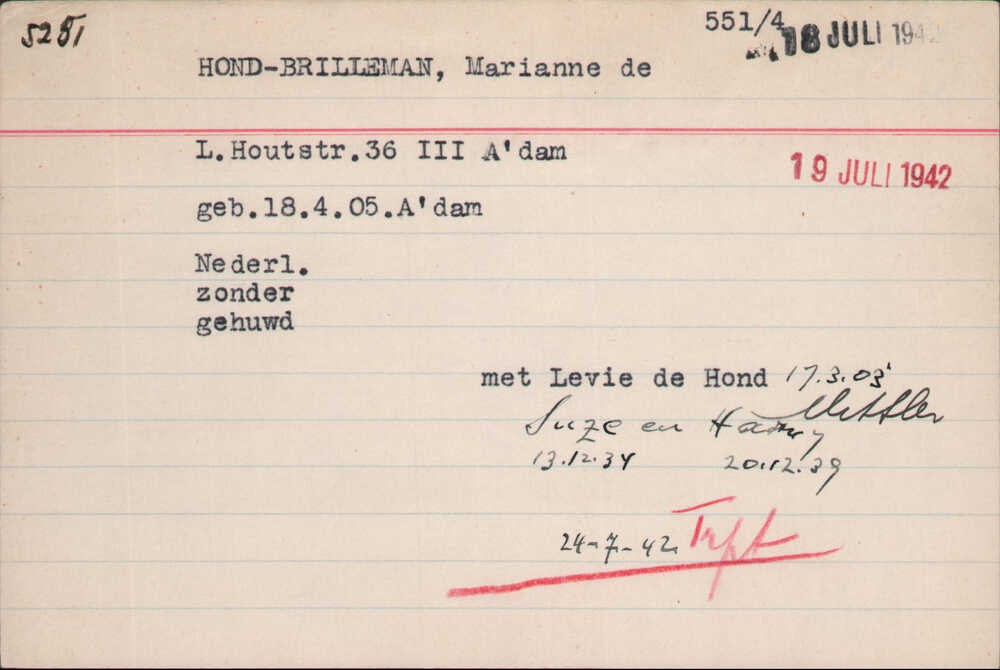 5251
551/4
18 JULI 1942
HOND-BRILLEMAN, Marianne de
L.Houtstr.36 III A'dam
19 JULI 1942
geb.18.4.05.A'dam
Nederl.
zonder
gehuwd
met Levie de Hond 17.3.03
Suze en Harry
13.12.34 20.12.39
24-7-42 Trpt